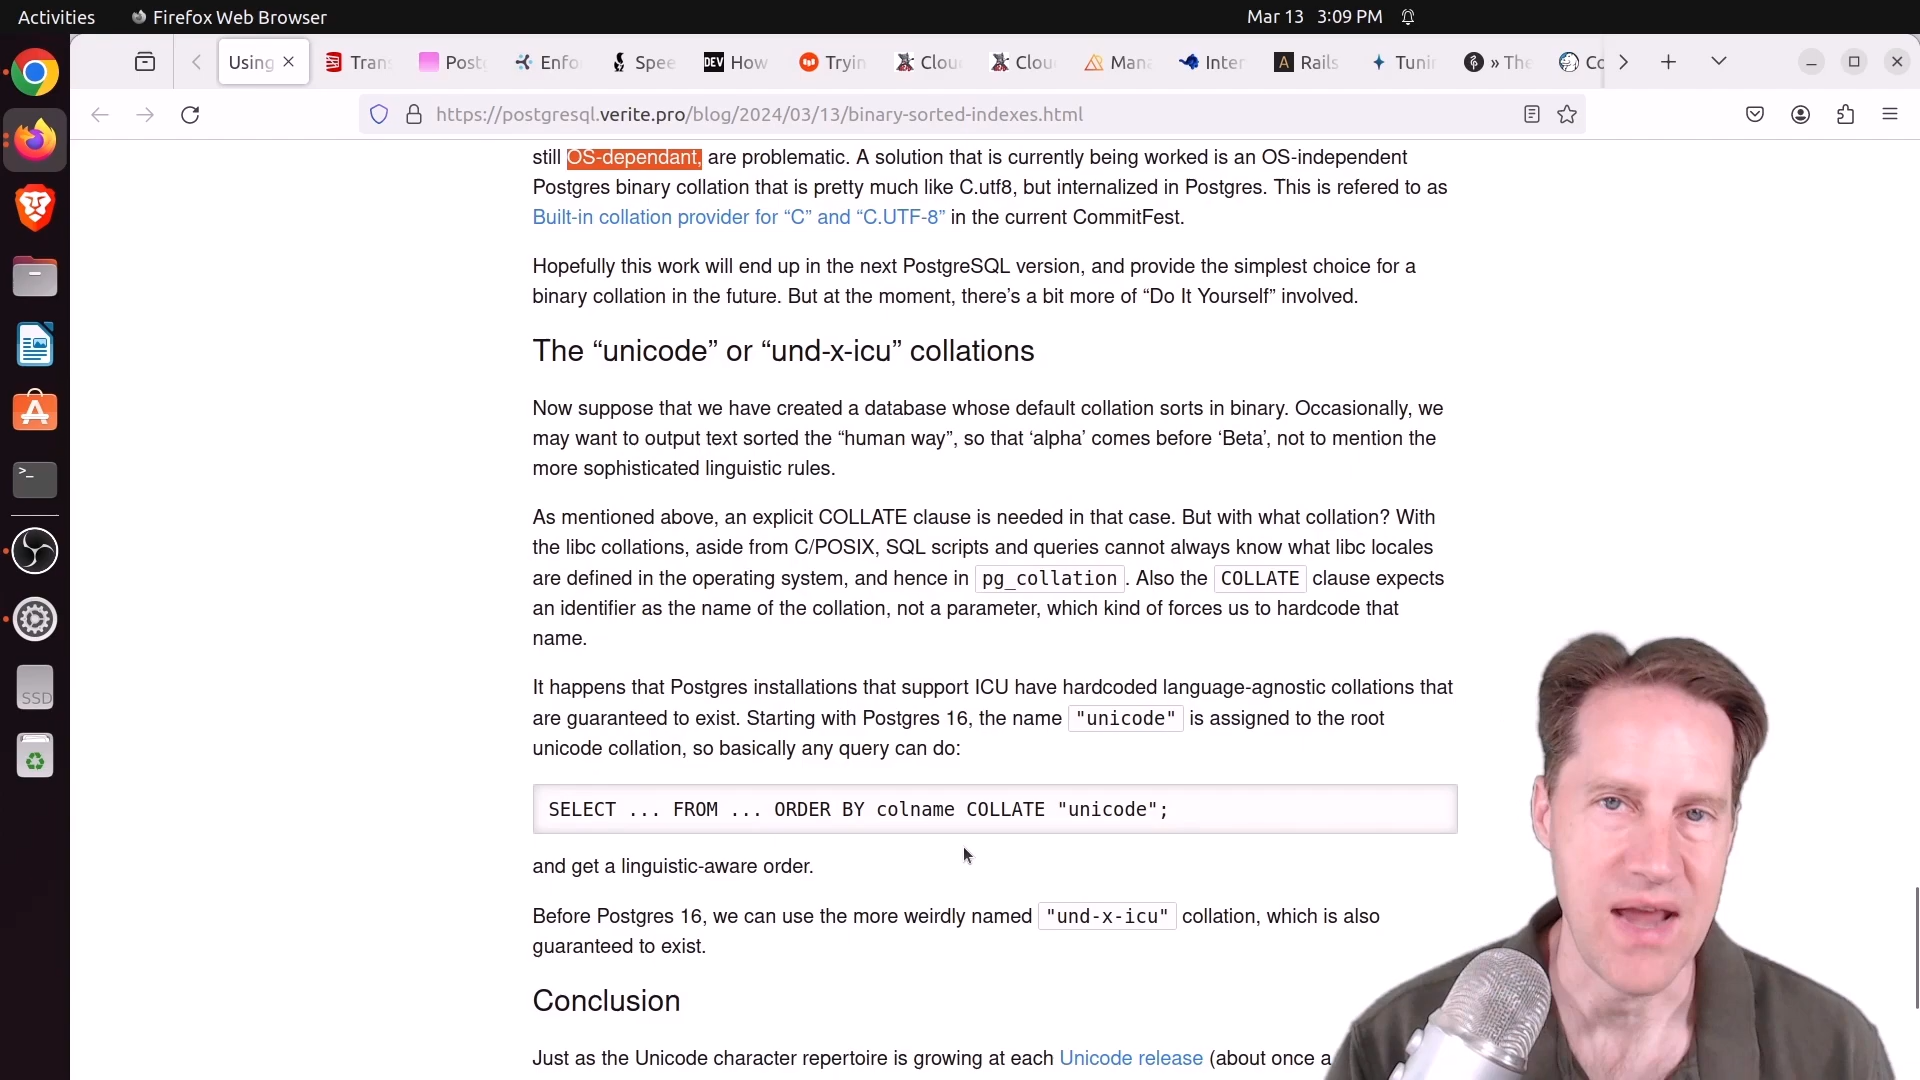 Activities
Firefox Web Browser
Mar 13 3:09 PM
Using
Tran
Postg
Enfo
Spee
DEV How
Tryin
Clou
Clou
Mana
Inter
A Rails
Tunin
» The
Co
https://postgresql.verite.pro/blog/2024/03/13/binary-sorted-indexes.html
still OS-dependant, are problematic. A solution that is currently being worked is an OS-independent
Postgres binary collation that is pretty much like C.utf8, but internalized in Postgres. This is refered to as
Built-in collation provider for “C” and “C.UTF-8” in the current CommitFest.
Hopefully this work will end up in the next PostgreSQL version, and provide the simplest choice for a
binary collation in the future. But at the moment, there’s a bit more of “Do It Yourself” involved.
The “unicode” or “und-x-icu” collations
Now suppose that we have created a database whose default collation sorts in binary. Occasionally, we
may want to output text sorted the “human way”, so that ‘alpha’ comes before ‘Beta’, not to mention the
more sophisticated linguistic rules.
As mentioned above, an explicit COLLATE clause is needed in that case. But with what collation? With
the libc collations, aside from C/POSIX, SQL scripts and queries cannot always know what libc locales
are defined in the operating system, and hence in pg_collation. Also the COLLATE clause expects
an identifier as the name of the collation, not a parameter, which kind of forces us to hardcode that
name.
It happens that Postgres installations that support ICU have hardcoded language-agnostic collations that
are guaranteed to exist. Starting with Postgres 16, the name "unicode" is assigned to the root
unicode collation, so basically any query can do:
SELECT ... FROM ... ORDER BY colname COLLATE "unicode";
and get a linguistic-aware order.
Before Postgres 16, we can use the more weirdly named "und-x-icu" collation, which is also
guaranteed to exist.
Conclusion
Just as the Unicode character repertoire is growing at each Unicode release (about once a
SSD